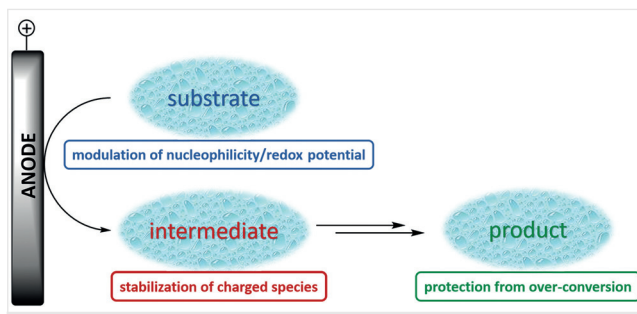 +
ANODE
substrate
modulation of nucleophilicity/redox potential
intermediate
stabilization of charged species
product
protection from over-conversion